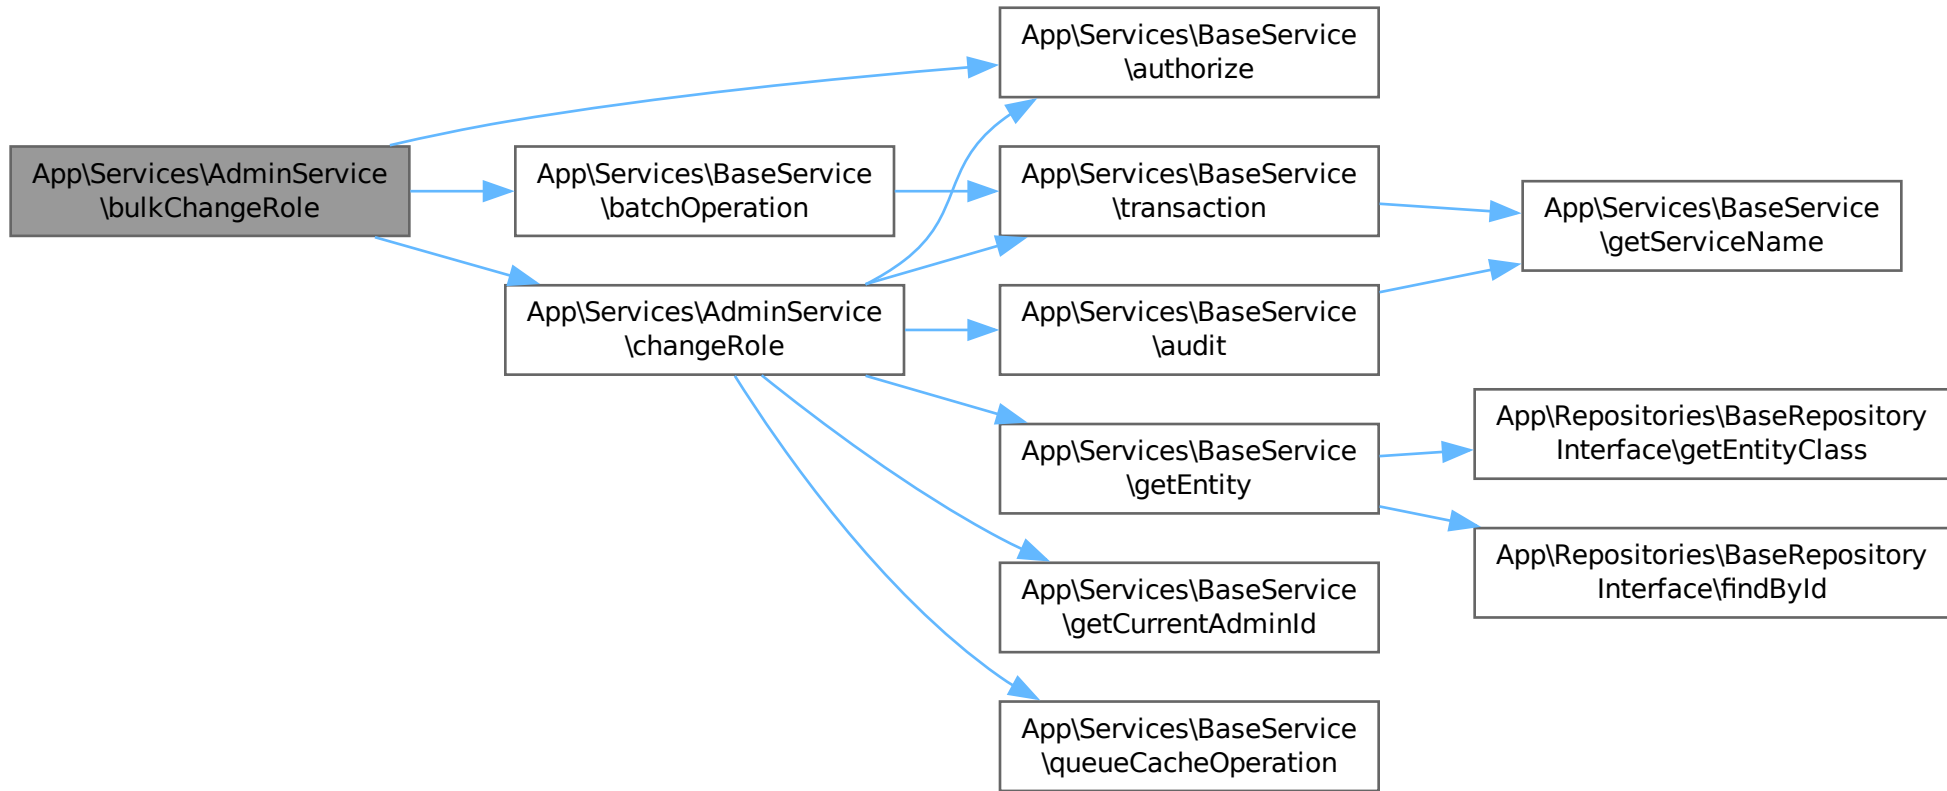 App\Services\AdminService
\bulkChangeRole
App\Services\BaseService
\batchOperation
App\Services\AdminService
\changeRole
App\Services\BaseService
\authorize
App\Services\BaseService
\transaction
App\Services\BaseService
\audit
App\Services\BaseService
\getEntity
App\Services\BaseService
\getCurrentAdminId
App\Services\BaseService
\queueCacheOperation
App\Services\BaseService
\getServiceName
App\Repositories\BaseRepository
Interface\getEntityClass
App\Repositories\BaseRepository
Interface\findById